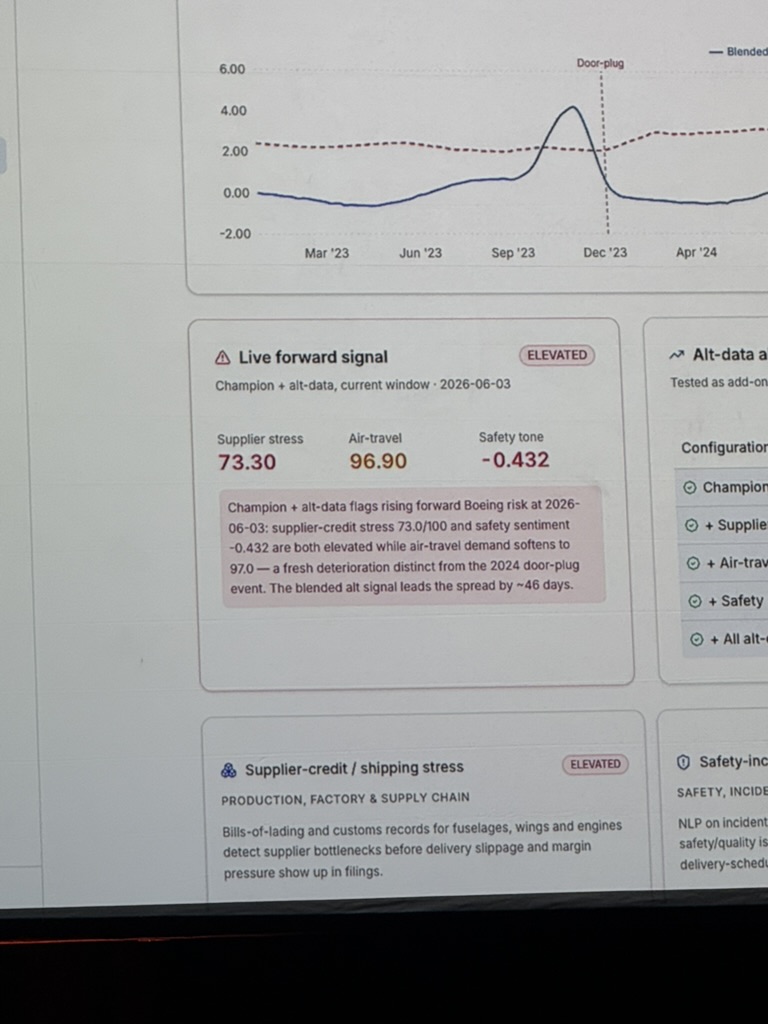 — Blended
Door-plug
6.00
4.00
2.00
0.00
-2.00
Mar '23
Jun '23
Sep '23
Dec '23
Apr '24
Live forward signal
ELEVATED
Champion + alt-data, current window · 2026-06-03
Supplier stress
Air-travel
Safety tone
73.30
96.90
-0.432
Champion + alt-data flags rising forward Boeing risk at 2026-
06-03: supplier-credit stress 73.0/100 and safety sentiment
-0.432 are both elevated while air-travel demand softens to
97.0 — a fresh deterioration distinct from the 2024 door-plug
event. The blended alt signal leads the spread by ~46 days.
Alt-data a
Tested as add-on
Configuration
Champion
+ Supplie
+ Air-trav
+ Safety
+ All alt-
Supplier-credit / shipping stress
ELEVATED
PRODUCTION, FACTORY & SUPPLY CHAIN
Bills-of-lading and customs records for fuselages, wings and engines
detect supplier bottlenecks before delivery slippage and margin
pressure show up in filings.
Safety-inc
SAFETY, INCIDE
NLP on incident
safety/quality is
delivery-schedu